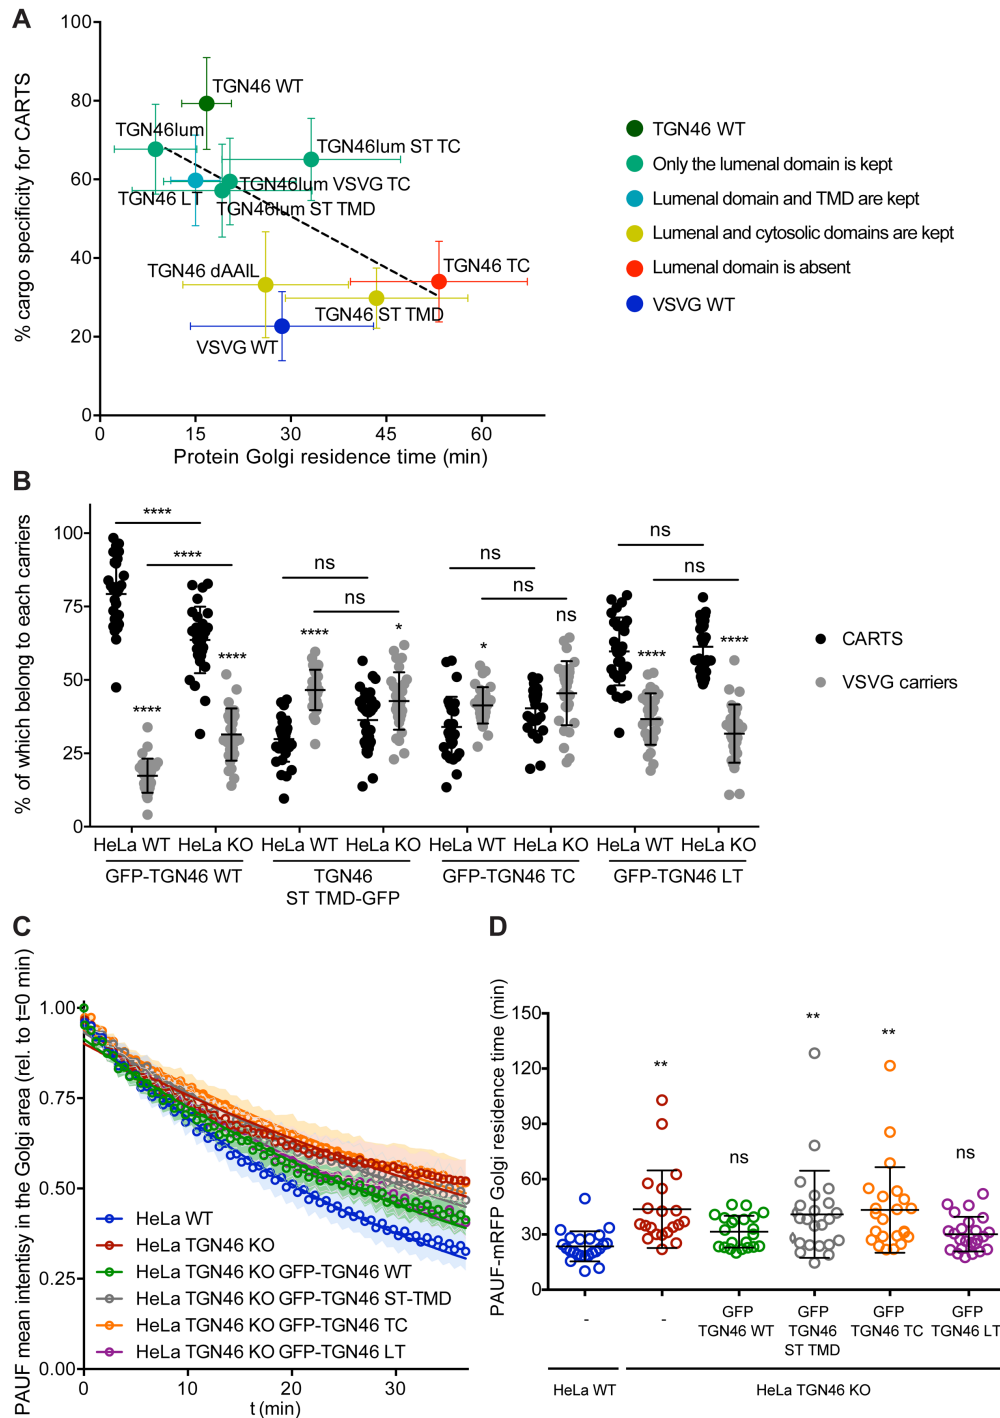 A
% cargo specificity for CARTS
100
80
60
40
20
0
0
15
30
45
60
Protein Golgi residence time (min)
TGN46 WT
TGN46lum
TGN46lum ST TC
TGN46 LT
TGN46lum VSVG TC
TGN46lum ST TMD
TGN46 dAAIL
TGN46 TC
TGN46 ST TMD
VSVG WT
TGN46 WT
Only the lumenal domain is kept
Lumenal domain and TMD are kept
Lumenal and cytosolic domains are kept
Lumenal domain is absent
VSVG WT
B
% of which belong to each carriers
100
75
50
25
0
****
****
****
****
ns
ns
****
*
ns
ns
*
ns
ns
ns
****
****
CARTS
VSVG carriers
HeLa WT HeLa KO HeLa WT HeLa KO HeLa WT HeLa KO HeLa WT HeLa KO
GFP-TGN46 WT
TGN46
ST TMD-GFP
GFP-TGN46 TC
GFP-TGN46 LT
C
PAUF mean intentisy in the Golgi area (rel. to t=0 min)
1.00
0.75
0.50
0.25
0.00
0
10
20
30
t (min)
HeLa WT
HeLa TGN46 KO
HeLa TGN46 KO GFP-TGN46 WT
HeLa TGN46 KO GFP-TGN46 ST-TMD
HeLa TGN46 KO GFP-TGN46 TC
HeLa TGN46 KO GFP-TGN46 LT
D
PAUF-mRFP Golgi residence time (min)
150
120
90
60
30
0
**
ns
**
**
ns
-
-
GFP
TGN46 WT
GFP
TGN46
ST TMD
GFP
TGN46 TC
GFP
TGN46 LT
HeLa WT
HeLa TGN46 KO